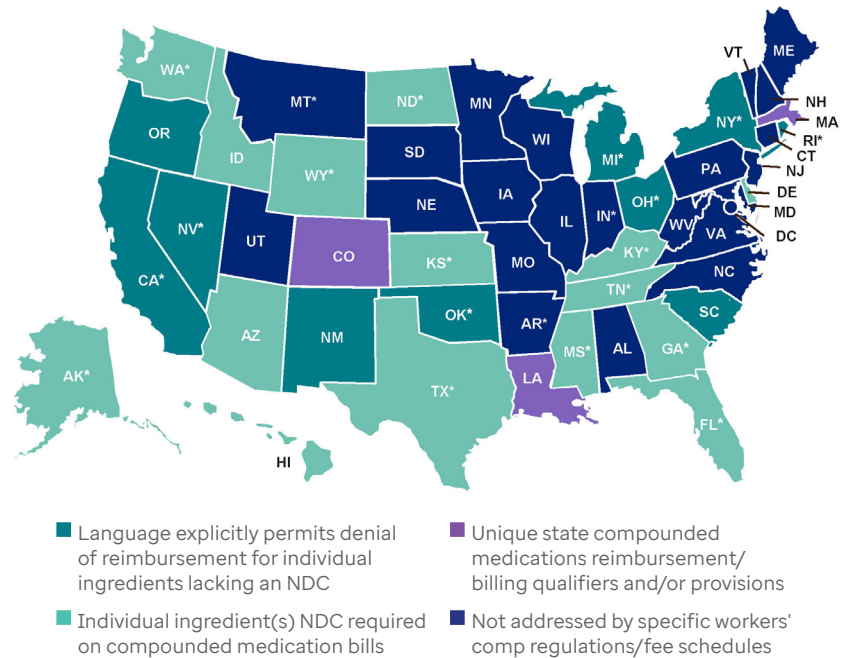 ME
VT
WA*
MT*
ND*
MN
NH
MA
OR
ID
WI
NY*
RI*
SD
MI*
CT
WY*
PA
NJ
IA
NE
DE
OH*
NV*
IL
IN*
MD
UT
WV
VA
DC
CO
CA*
KS*
MO
KY*
NC
TN*
OK*
AZ
NM
AR*
SC
MS*
AL
GA*
AK*
LA
TX*
FL*
HI
Language explicitly permits denial
of reimbursement for individual
ingredients lacking an NDC
Individual ingredient(s) NDC required
on compounded medication bills
Unique state compounded
medications reimbursement/
billing qualifiers and/or provisions
Not addressed by specific workers'
comp regulations/fee schedules